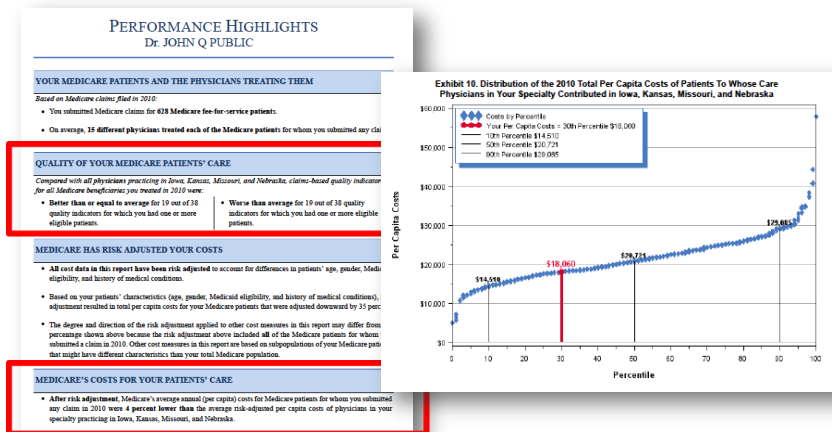 PERFORMANCE HIGHLIGHTS
Dr. JOHN Q PUBLIC
YOUR MEDICARE PATIENTS AND THE PHYSICIANS TREATING THEM
Based on Medicare claims filed in 2010:
• You submitted Medicare claims for 628 Medicare fee-for-service patients.
• On average, 15 different physicians treated each of the Medicare patients for whom you submitted any
QUALITY OF YOUR MEDICARE PATIENTS' CARE
Compared with all physicians practicing in Iowa, Kansas, Missouri, and Nebraska, claims-based quality indicator
for all Medicare beneficiaries you treated in 2010 were:
• Better than or equal to average for 19 out of 38
quality indicators for which you had one or more
eligible patients.
• Worse than average for 19 out of 38 quality
indicators for which you had one or more eligible
patients.
MEDICARE HAS RISK ADJUSTED YOUR COSTS
• All cost data in this report have been risk adjusted to account for differences in patients' age, gender,
eligibility, and history of medical conditions.
• Based on your patients' characteristics (age, gender, Medicaid eligibility, and history of medical conditions),
adjustment resulted in total per capita costs for your Medicare patients that were adjusted downward by 35
• The degree and direction of the risk adjustment applied to other cost measures in this report may differ from
percentage shown above because the risk adjustment above included all of the Medicare patients for whom
submitted a claim in 2010. Other cost measures in this report are based on subpopulations of your Medicare
that might have different characteristics than your total Medicare population.
MEDICARE'S COSTS FOR YOUR PATIENTS' CARE
• After risk adjustment, Medicare's average annual (per capita) costs for Medicare patients for whom you submitted
any claim in 2010 were 4 percent lower than the average risk-adjusted per capita costs of physicians in your
specialty practicing in Iowa, Kansas, Missouri, and Nebraska.
Exhibit 10. Distribution of the 2010 Total Per Capita Costs of Patients To Whose Care
Physicians in Your Specialty Contributed in Iowa, Kansas, Missouri, and Nebraska
Costs by Percentile
Your Per Capita Costs = 30th Percentile $18,060
10th Percentile $14,510
50th Percentile $20,721
90th Percentile $29,085
Per Capita Costs
$60,000
$50,000
$40,000
$30,000
$20,000
$10,000
$0
$14,510
$18,060
$20,721
$29,085
0 10 20 30 40 50 60 70 80 90 100
Percentile